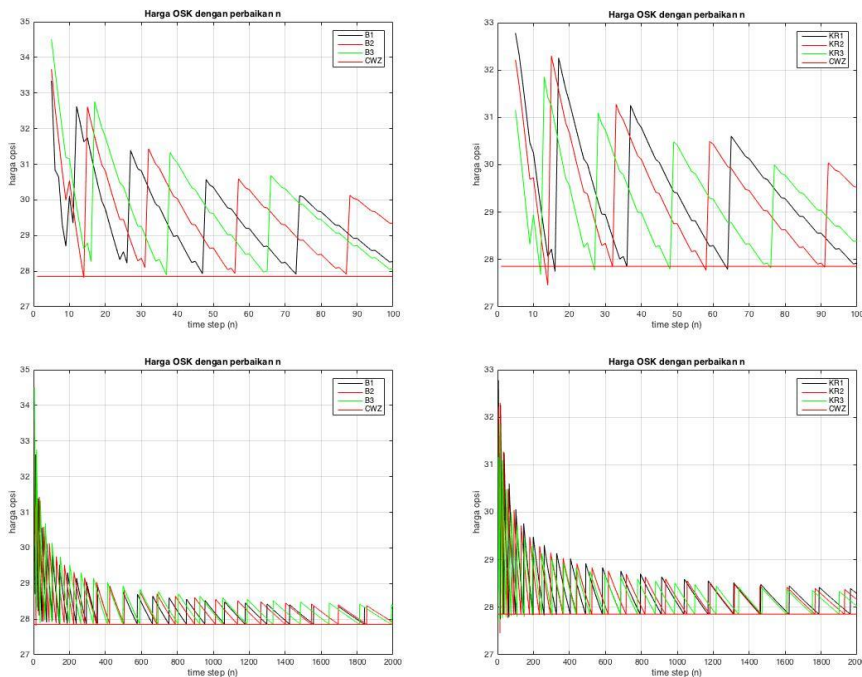 Harga OSK dengan perbaikan n
35
34
33
32
31
30
29
28
27
harga opsi
0 10 20 30 40 50 60 70 80 90 100
time step (n)
B1
B2
B3
CWZ
Harga OSK dengan perbaikan n
33
32
31
30
29
28
27
harga opsi
0 10 20 30 40 50 60 70 80 90 100
time step (n)
KR1
KR2
KR3
CWZ
Harga OSK dengan perbaikan n
35
34
33
32
31
30
29
28
27
harga opsi
0 200 400 600 800 1000 1200 1400 1600 1800 2000
time step (n)
B1
B2
B3
CWZ
Harga OSK dengan perbaikan n
33
32
31
30
29
28
27
harga opsi
0 200 400 600 800 1000 1200 1400 1600 1800 2000
time step (n)
KR1
KR2
KR3
CWZ